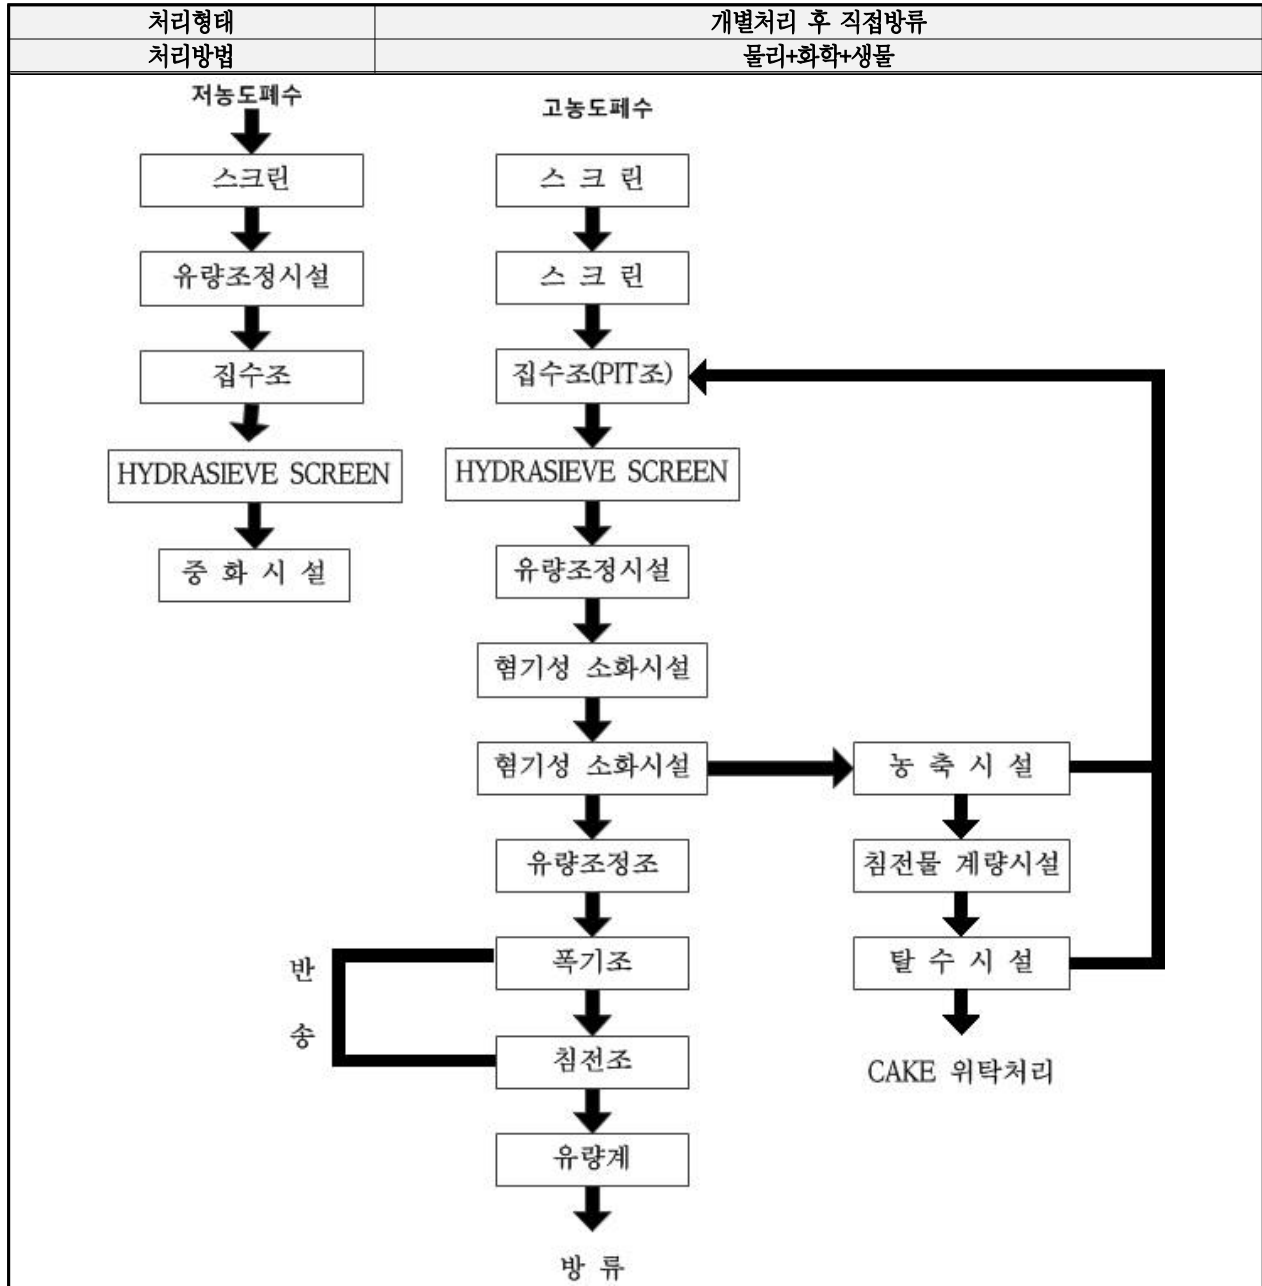 처리형태 개별처리 후 직접방류
처리방법 물리+화학+생물
저농도폐수
스크린
유량조정시설
집수조
HYDRASIEVE SCREEN
중 화 시 설
고농도페수
스 크 린
스 크 린
집수조(PIT조)
HYDRASIEVE SCREEN
유량조정시설
혐기성 소화시설
혐기성 소화시설
유량조정조
폭기조
침전조
유량계
방 류
반
송
농 축 시 설
침전물 계량시설
탈 수 시 설
CAKE 위탁처리